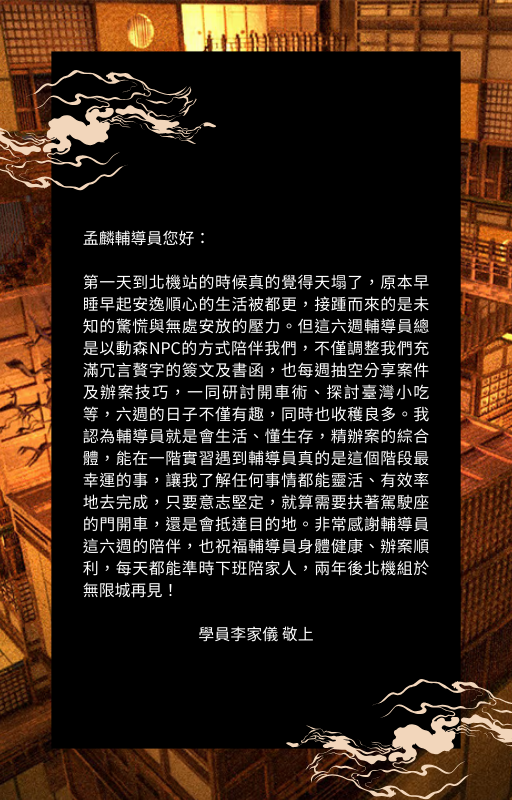 孟麟輔導員您好：
第一天到北機站的時候真的覺得天塌了，原本早
睡早起安逸順心的生活被都更，接踵而來的是未
知的驚慌與無處安放的壓力。但這六週輔導員總
是以動森NPC的方式陪伴我們，不僅調整我們充
滿冗言贅字的簽文及書函，也每週抽空分享案件
及辦案技巧，一同研討開車術、探討臺灣小吃
等，六週的日子不僅有趣，同時也收穫良多。我
認為輔導員就是會生活、懂生存，精辦案的綜合
體，能在一階實習遇到輔導員真的是這個階段最
幸運的事，讓我了解任何事情都能靈活、有效率
地去完成，只要意志堅定，就算需要扶著駕駛座
的門開車，還是會抵達目的地。非常感謝輔導員
這六週的陪伴，也祝福輔導員身體健康、辦案順
利，每天都能準時下班陪家人，兩年後北機組於
無限城再見！
學員李家儀 敬上